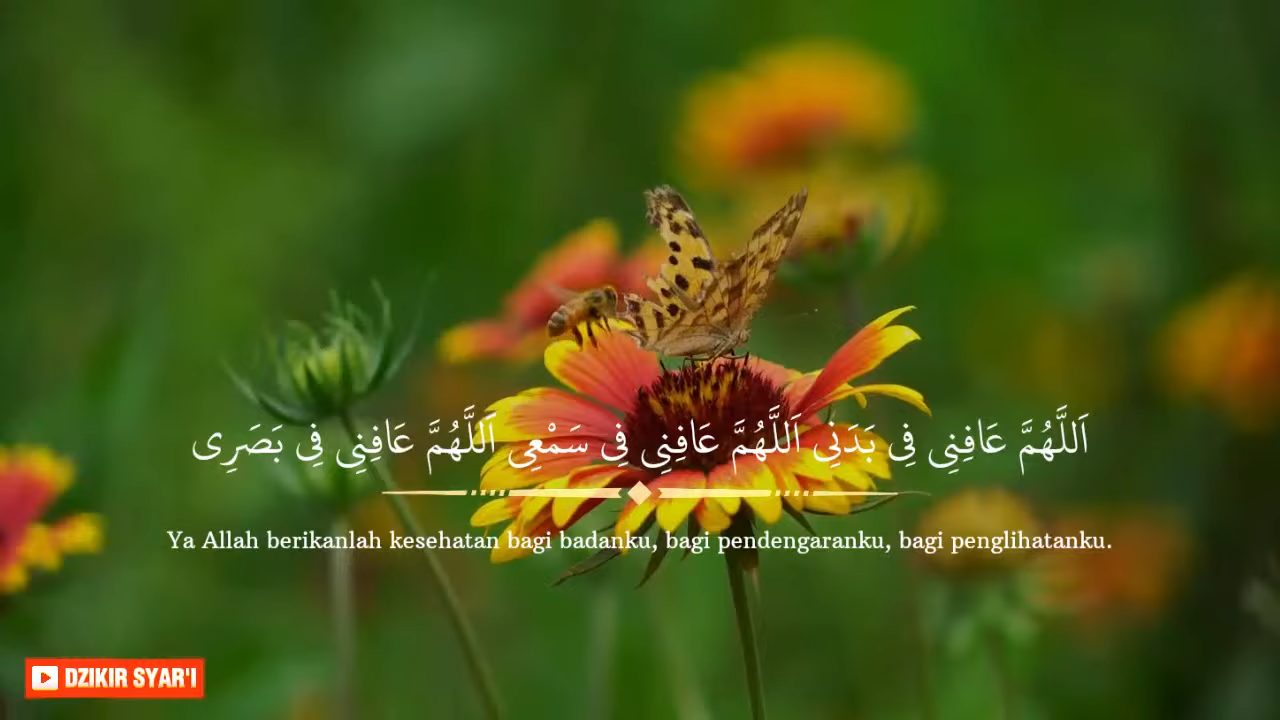 اَللَّهُمَّ عَافِنِي فِي بَدَنِي اَللَّهُمَّ عَافِنِي فِي سَمْعِي اَللَّهُمَّ عَافِنِي فِي بَصَرِي
Ya Allah berikanlah kesehatan bagi badanku, bagi pendengaranku, bagi penglihatanku.
DZIKIR SYAR'I